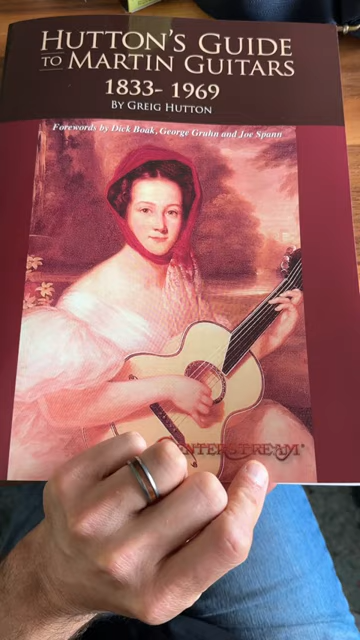 HUTTON'S GUIDE
TO MARTIN GUITARS
1833- 1969
BY GREIG HUTTON
Forewords by Dick Boak, George Gruhn and Joe Spann